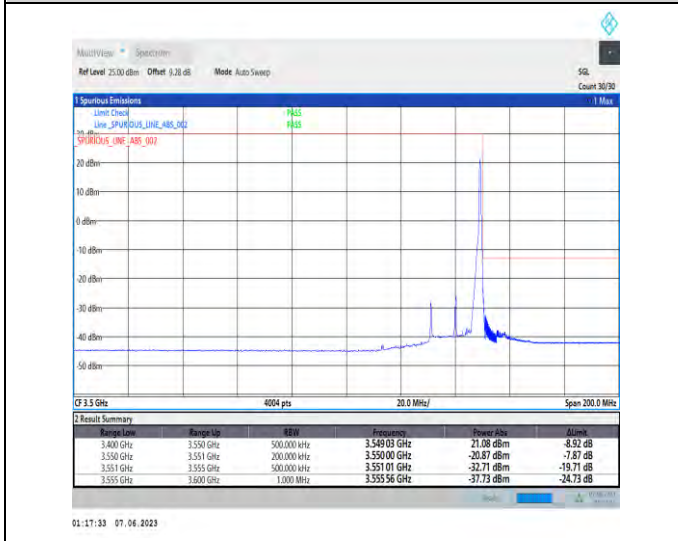 MultiView Spectrum
Ref Level 25.00 dBm Offset 9.28 dB Mode Auto Sweep SGL
Count 30/30
1 Spurious Emissions 1 Max
Limit Check PASS
Line _SPURIOUS_LINE_ABS_002 PASS
_SPURIOUS_LINE_ABS_002
20 dBm
10 dBm
0 dBm
-10 dBm
-20 dBm
-30 dBm
-40 dBm
-50 dBm
CF 3.5 GHz 4004 pts 20.0 MHz/ Span 200.0 MHz
2 Result Summary
Range Low Range Up RBW Frequency Power Abs ΔLimit
3.400 GHz 3.550 GHz 500.000 kHz 3.549 03 GHz 21.08 dBm -8.92 dB
3.550 GHz 3.551 GHz 200.000 kHz 3.550 00 GHz -20.87 dBm -7.87 dB
3.551 GHz 3.555 GHz 500.000 kHz 3.551 01 GHz -32.71 dBm -19.71 dB
3.555 GHz 3.600 GHz 1.000 MHz 3.555 56 GHz -37.73 dBm -24.73 dB
01:17:33 07.06.2023